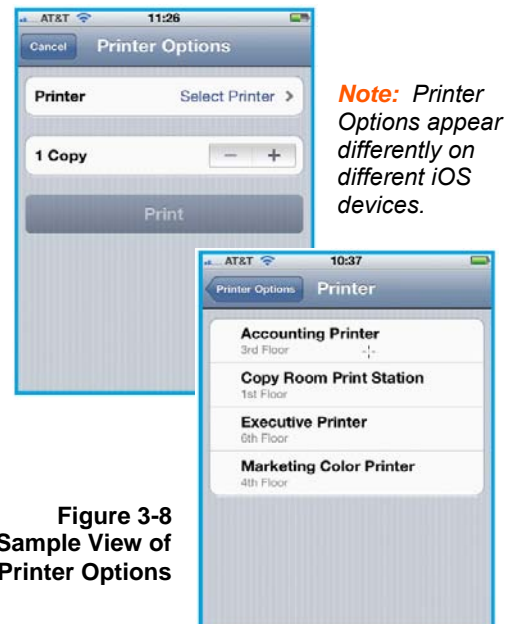 AT&T 11:26
Cancel Printer Options
Printer Select Printer >
1 Copy − +
Print
Note: Printer
Options appear
differently on
different iOS
devices.
AT&T 10:37
Printer Options Printer
Accounting Printer
3rd Floor
Copy Room Print Station
1st Floor
Executive Printer
6th Floor
Marketing Color Printer
4th Floor
Figure 3-8
Sample View of
Printer Options